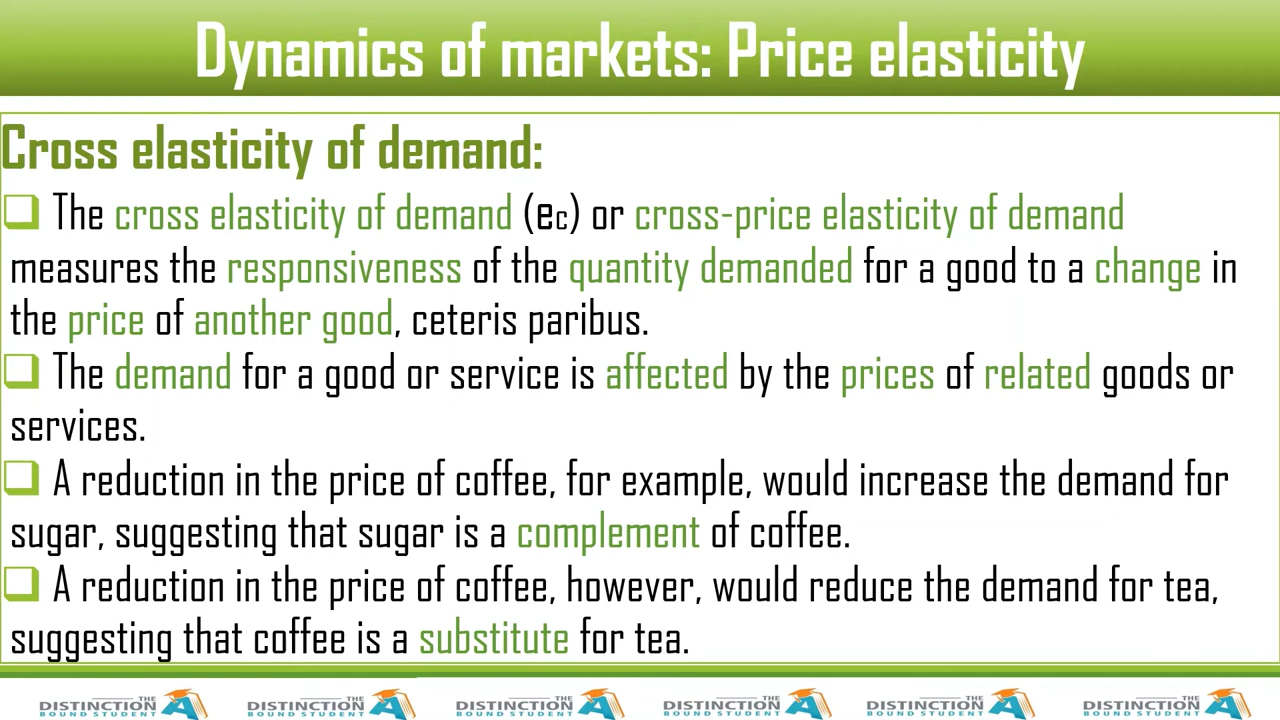 Dynamics of markets: Price elasticity
Cross elasticity of demand:
❑ The cross elasticity of demand (ec) or cross-price elasticity of demand
measures the responsiveness of the quantity demanded for a good to a change in
the price of another good, ceteris paribus.
❑ The demand for a good or service is affected by the prices of related goods or
services.
❑ A reduction in the price of coffee, for example, would increase the demand for
sugar, suggesting that sugar is a complement of coffee.
❑ A reduction in the price of coffee, however, would reduce the demand for tea,
suggesting that coffee is a substitute for tea.
THE DISTINCTION BOUND STUDENT A
THE DISTINCTION BOUND STUDENT A
THE DISTINCTION BOUND STUDENT A
THE DISTINCTION BOUND STUDENT A
THE DISTINCTION BOUND STUDENT A
THE DISTINCTION BOUND STUDENT A